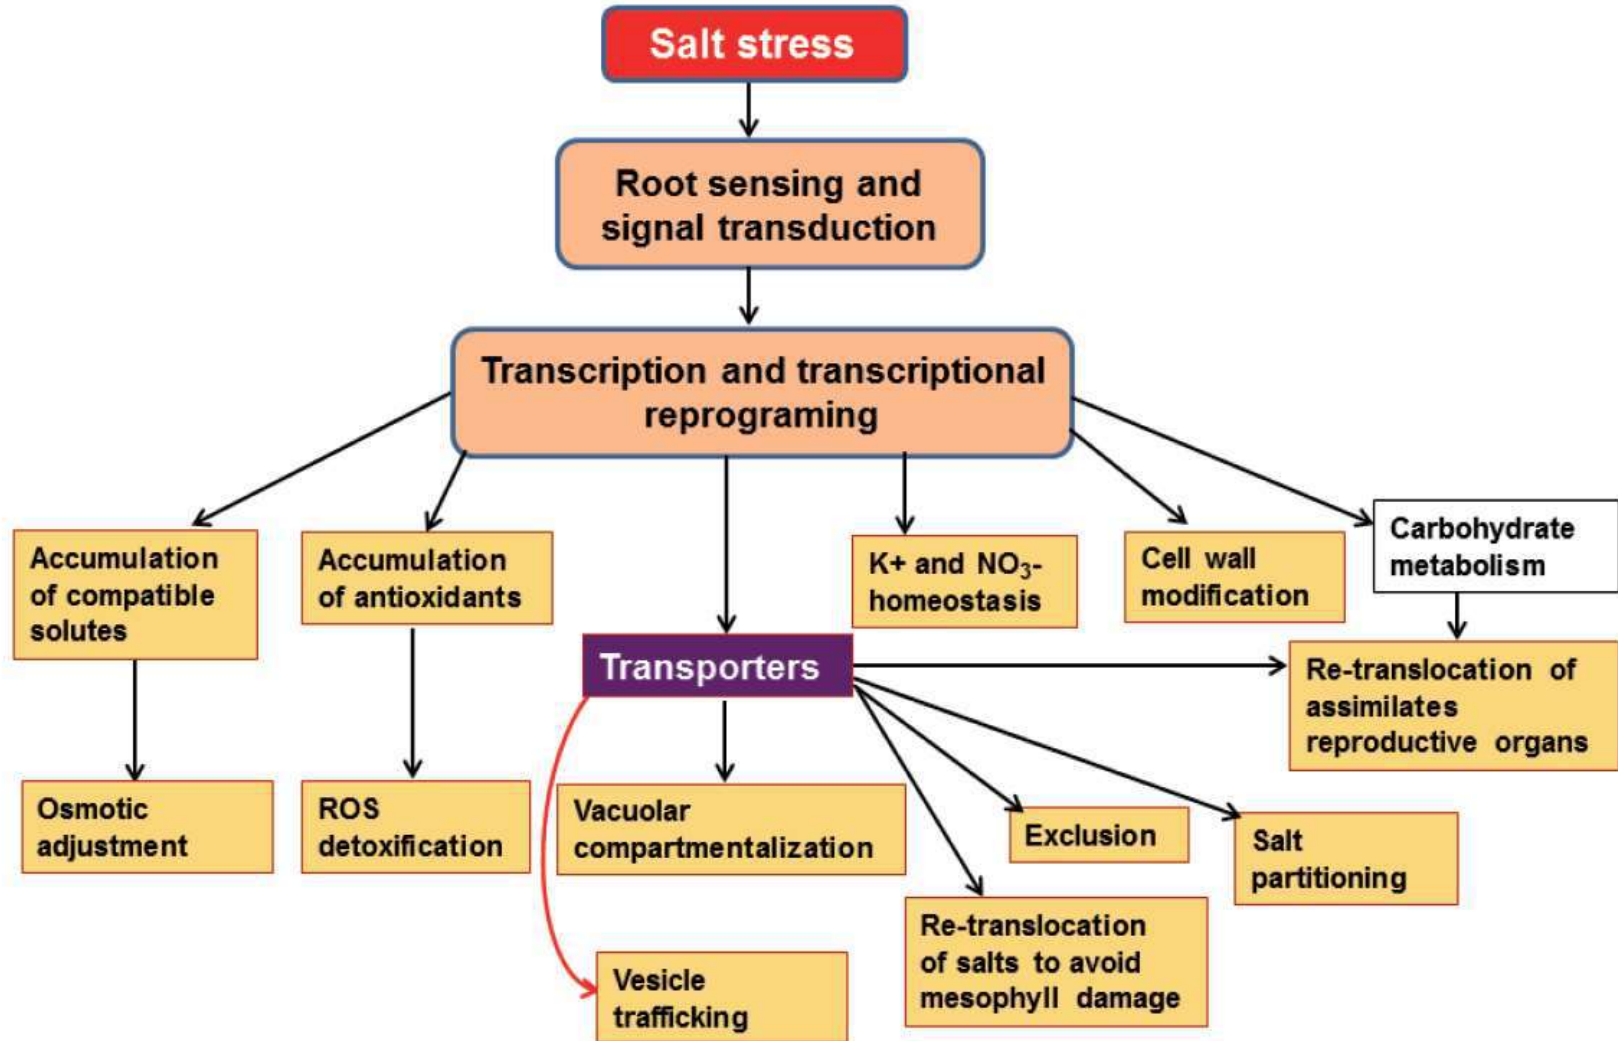 Salt stress
Root sensing and
signal transduction
Transcription and transcriptional
reprograming
Accumulation
of compatible
solutes
Accumulation
of antioxidants
K+ and NO₃-
homeostasis
Cell wall
modification
Carbohydrate
metabolism
Transporters
Re-translocation of
assimilates
reproductive organs
Osmotic
adjustment
ROS
detoxification
Vacuolar
compartmentalization
Exclusion
Salt
partitioning
Re-translocation
of salts to avoid
mesophyll damage
Vesicle
trafficking